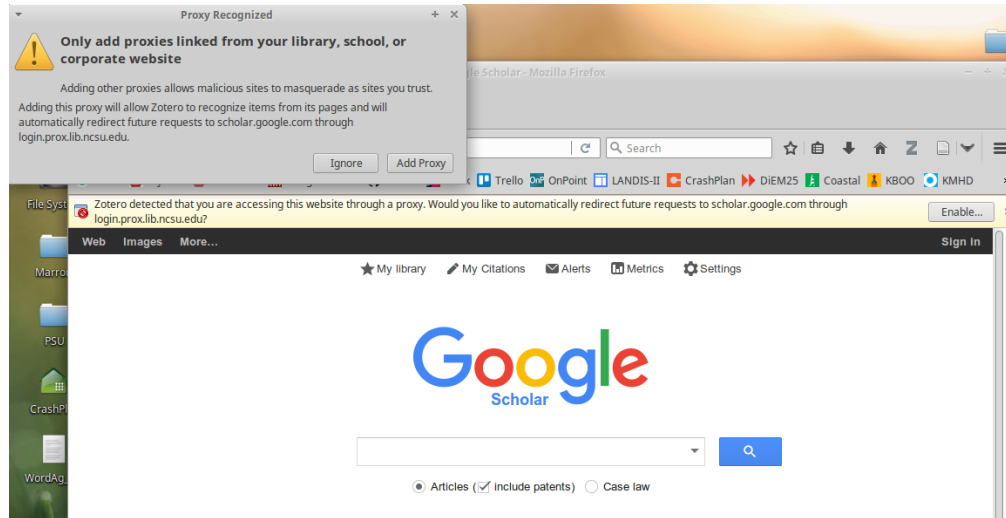 Proxy Recognized
Only add proxies linked from your library, school, or
corporate website
Adding other proxies allows malicious sites to masquerade as sites you trust.
Adding this proxy will allow Zotero to recognize items from its pages and will
automatically redirect future requests to scholar.google.com through
login.prox.lib.ncsu.edu.
Ignore Add Proxy
Scholar - Mozilla Firefox
Search
Trello OnPoint LANDIS-II CrashPlan DiEM25 Coastal KBOO KMHD
File Syst
Zotero detected that you are accessing this website through a proxy. Would you like to automatically redirect future requests to scholar.google.com through
login.prox.lib.ncsu.edu?
Enable...
Web Images More... Sign in
My library My Citations Alerts Metrics Settings
Marro
PSU
Google
Scholar
CrashPl
Articles ( include patents) Case law
WordAg_